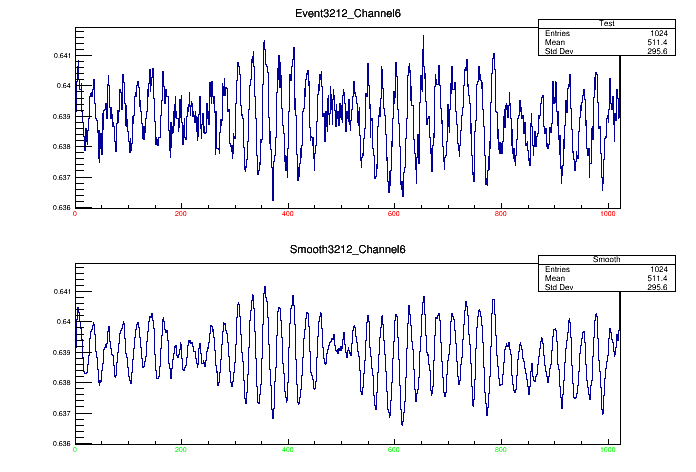 Event3212_Channel6
Test
Entries 1024
Mean 511.4
Std Dev 295.6
0.641
0.64
0.639
0.638
0.637
0.636
0 200 400 600 800 1000
Smooth3212_Channel6
Smooth
Entries 1024
Mean 511.4
Std Dev 295.6
0.641
0.64
0.639
0.638
0.637
0.636
0 200 400 600 800 1000